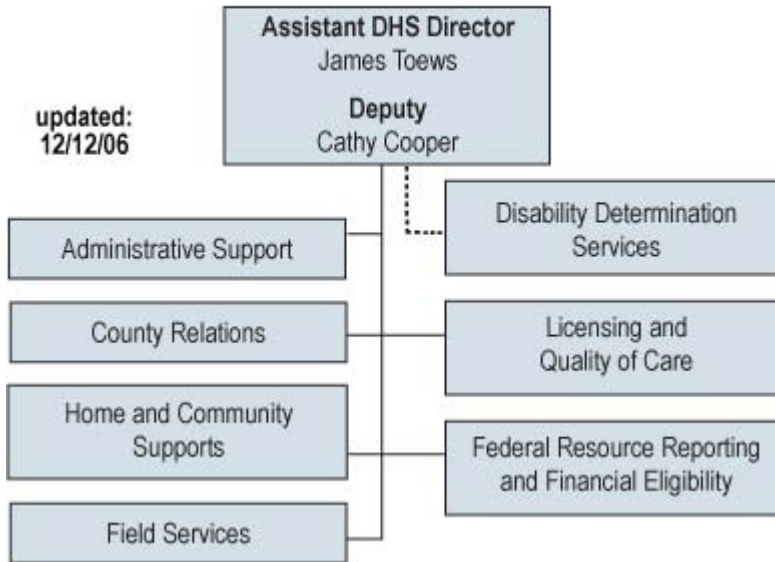 Assistant DHS Director
James Toews
Deputy
Cathy Cooper
updated:
12/12/06
Administrative Support
County Relations
Home and Community
Supports
Field Services
Disability Determination
Services
Licensing and
Quality of Care
Federal Resource Reporting
and Financial Eligibility